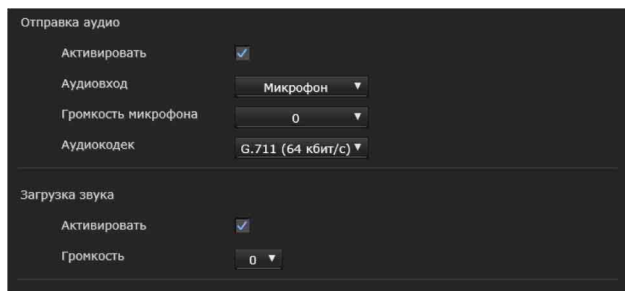 Отправка аудио
Активировать
Аудиовход Микрофон
Громкость микрофона 0
Аудиокодек G.711 (64 кбит/с)
Загрузка звука
Активировать
Громкость 0